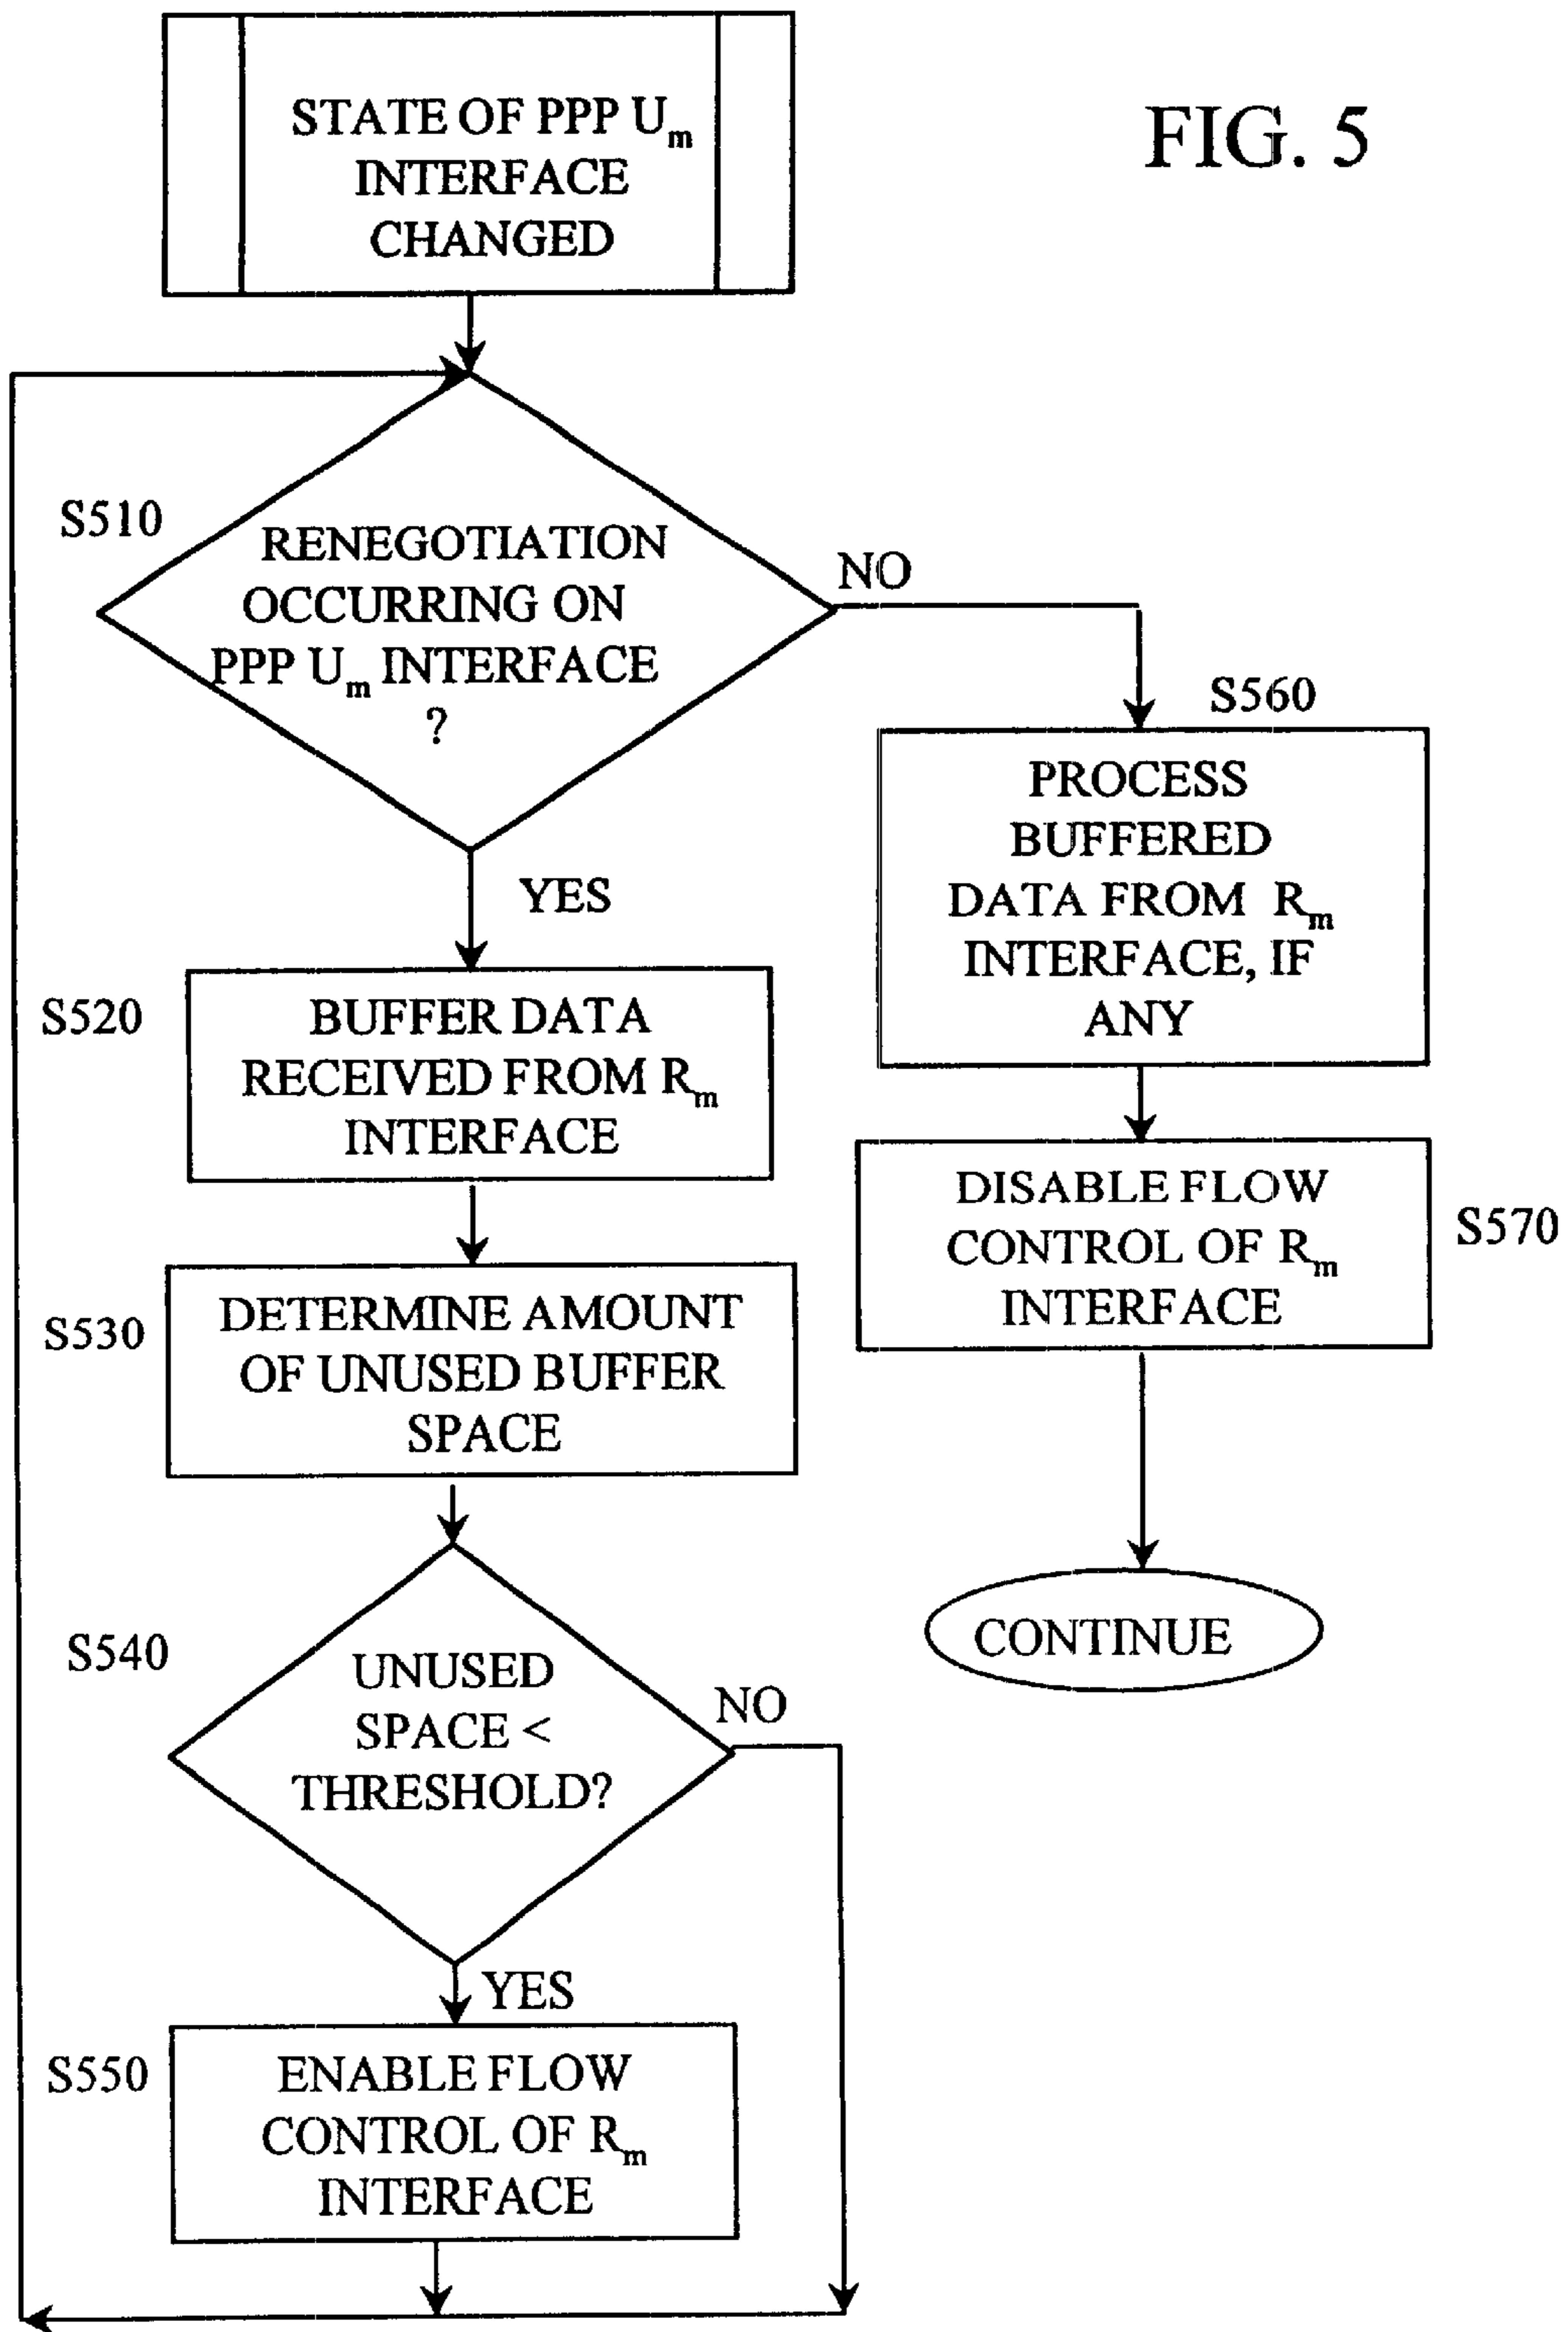 FIG. 5
STATE OF PPP Um
INTERFACE
CHANGED
S510
RENEGOTIATION
OCCURRING ON
PPP Um INTERFACE
?
NO
YES
S560
PROCESS
BUFFERED
DATA FROM Rm
INTERFACE, IF
ANY
S520
BUFFER DATA
RECEIVED FROM Rm
INTERFACE
S570
DISABLE FLOW
CONTROL OF Rm
INTERFACE
S530
DETERMINE AMOUNT
OF UNUSED BUFFER
SPACE
CONTINUE
S540
UNUSED
SPACE <
THRESHOLD?
NO
YES
S550
ENABLE FLOW
CONTROL OF Rm
INTERFACE